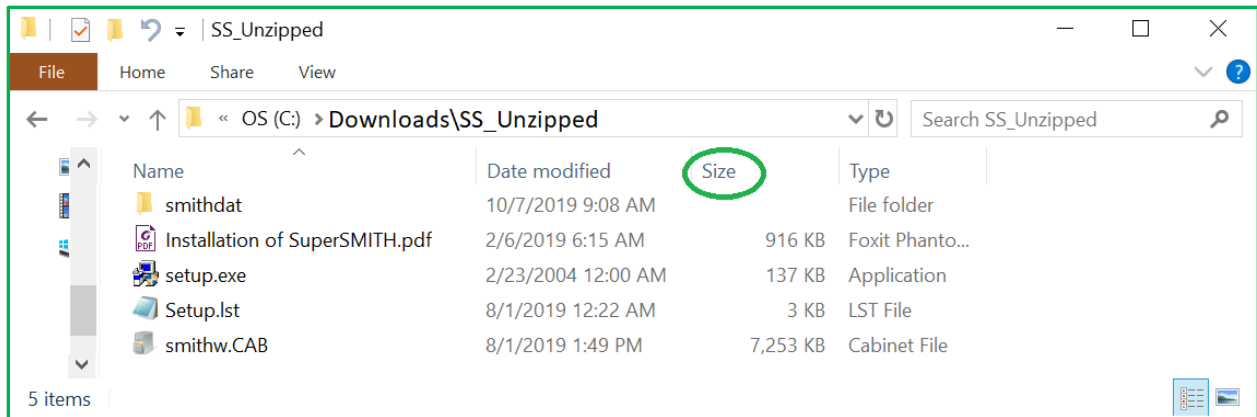 SS_Unzipped
File Home Share View
« OS (C:) > Downloads\SS_Unzipped Search SS_Unzipped
Name Date modified Size Type
smithdat 10/7/2019 9:08 AM File folder
Installation of SuperSMITH.pdf 2/6/2019 6:15 AM 916 KB Foxit Phanto...
setup.exe 2/23/2004 12:00 AM 137 KB Application
Setup.lst 8/1/2019 12:22 AM 3 KB LST File
smithw.CAB 8/1/2019 1:49 PM 7,253 KB Cabinet File
5 items